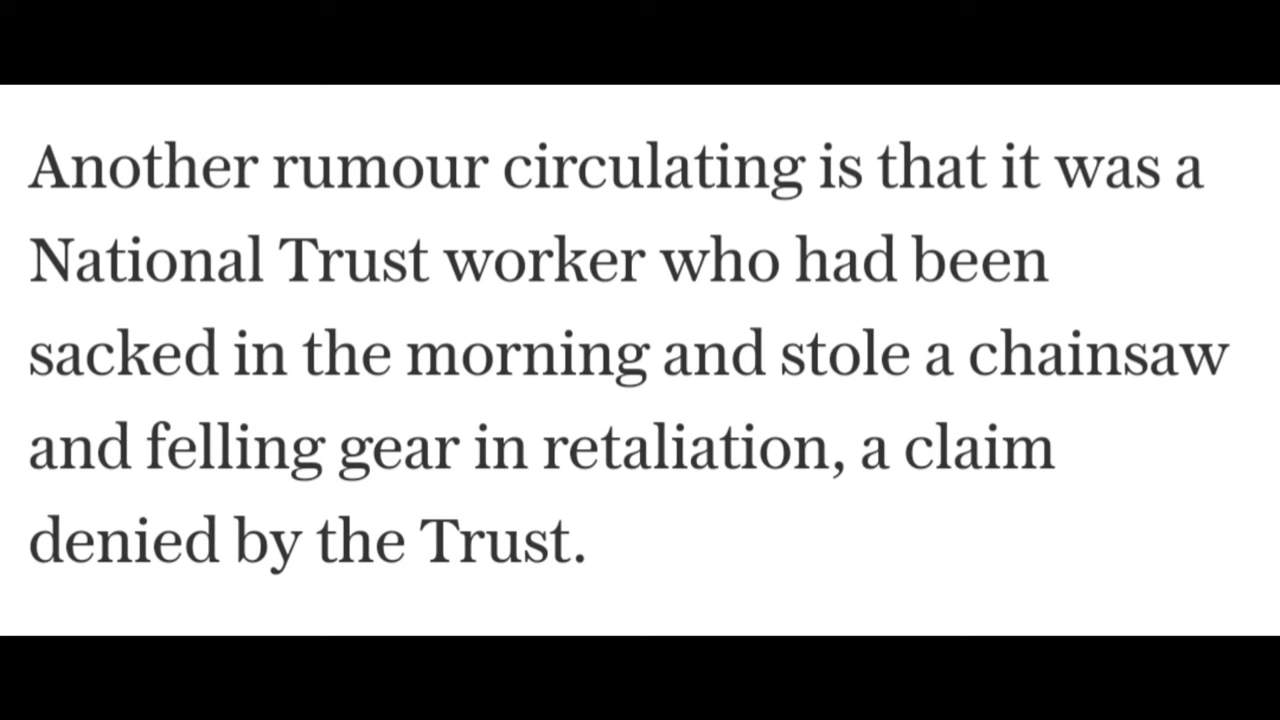 Another rumour circulating is that it was a
National Trust worker who had been
sacked in the morning and stole a chainsaw
and felling gear in retaliation, a claim
denied by the Trust.